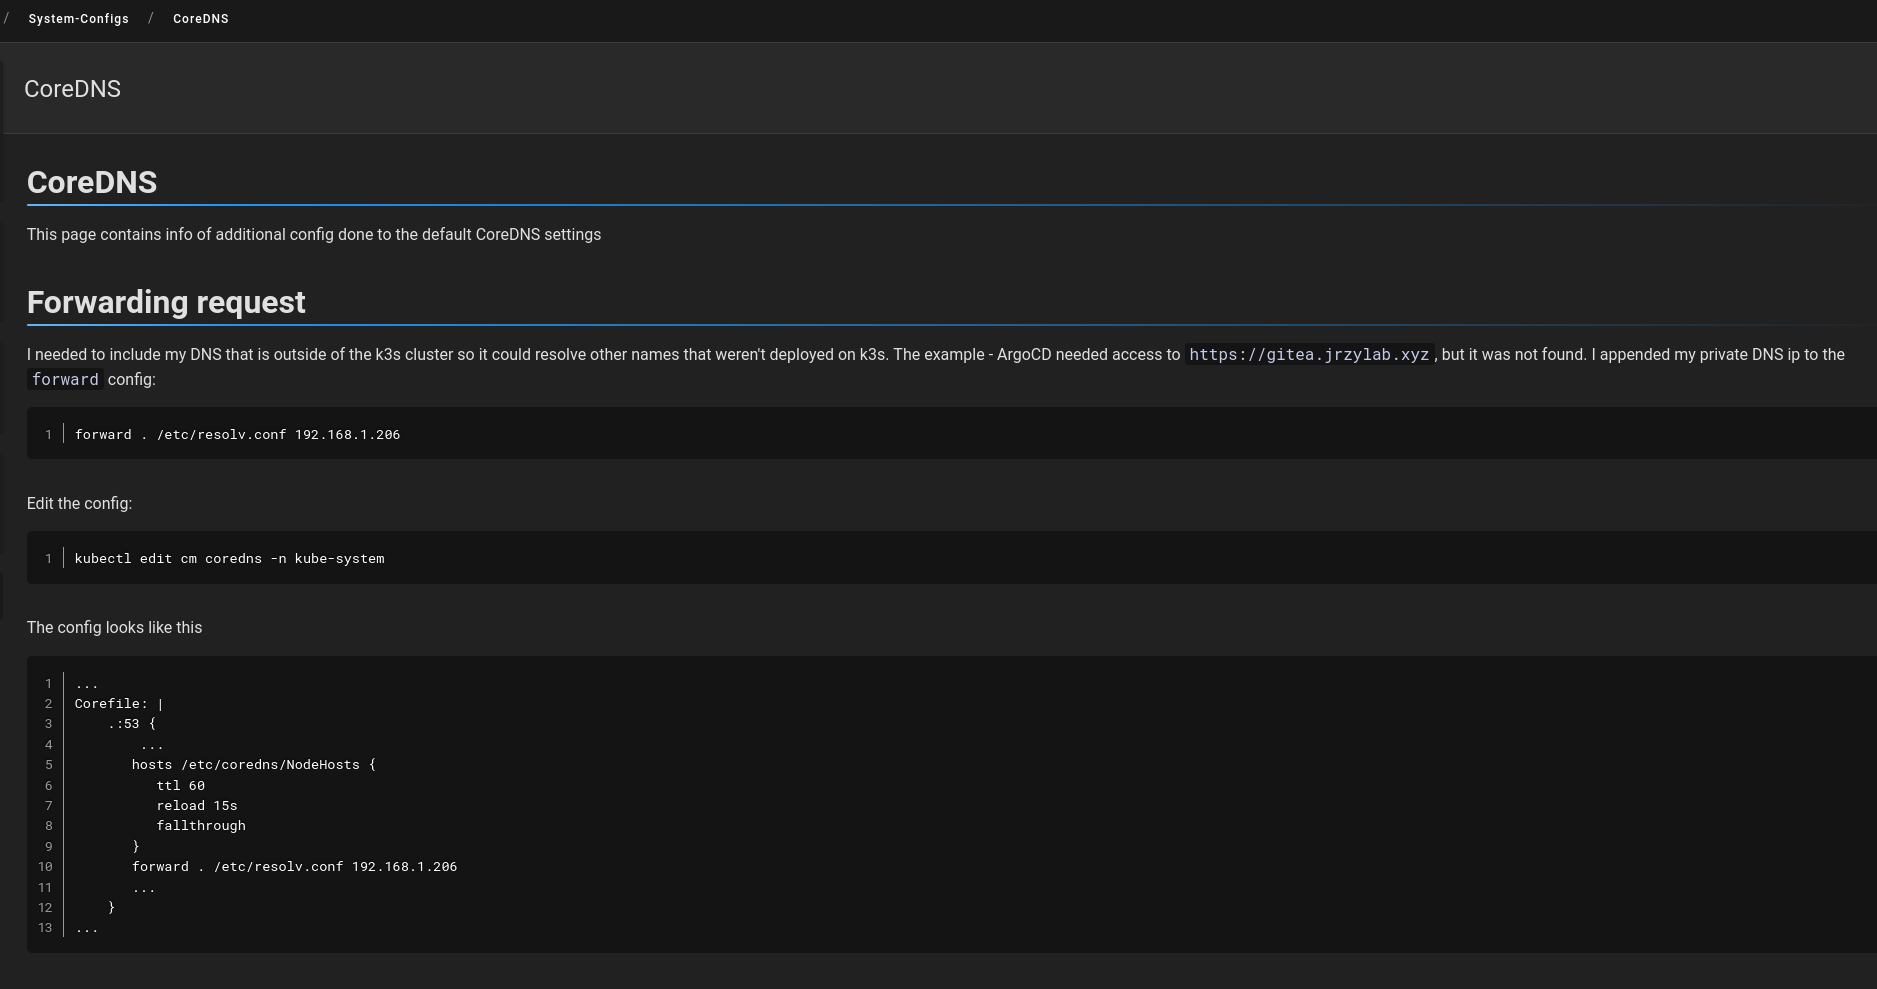 / System-Configs / CoreDNS
CoreDNS
CoreDNS
This page contains info of additional config done to the default CoreDNS settings
Forwarding request
I needed to include my DNS that is outside of the k3s cluster so it could resolve other names that weren't deployed on k3s. The example - ArgoCD needed access to https://gitea.jrzylab.xyz, but it was not found. I appended my private DNS ip to the
forward config:
1 forward . /etc/resolv.conf 192.168.1.206
Edit the config:
1 kubectl edit cm coredns -n kube-system
The config looks like this
1 ...
2 Corefile: |
3     .:53 {
4         ...
5        hosts /etc/coredns/NodeHosts {
6           ttl 60
7           reload 15s
8           fallthrough
9        }
10        forward . /etc/resolv.conf 192.168.1.206
11        ...
12     }
13 ...